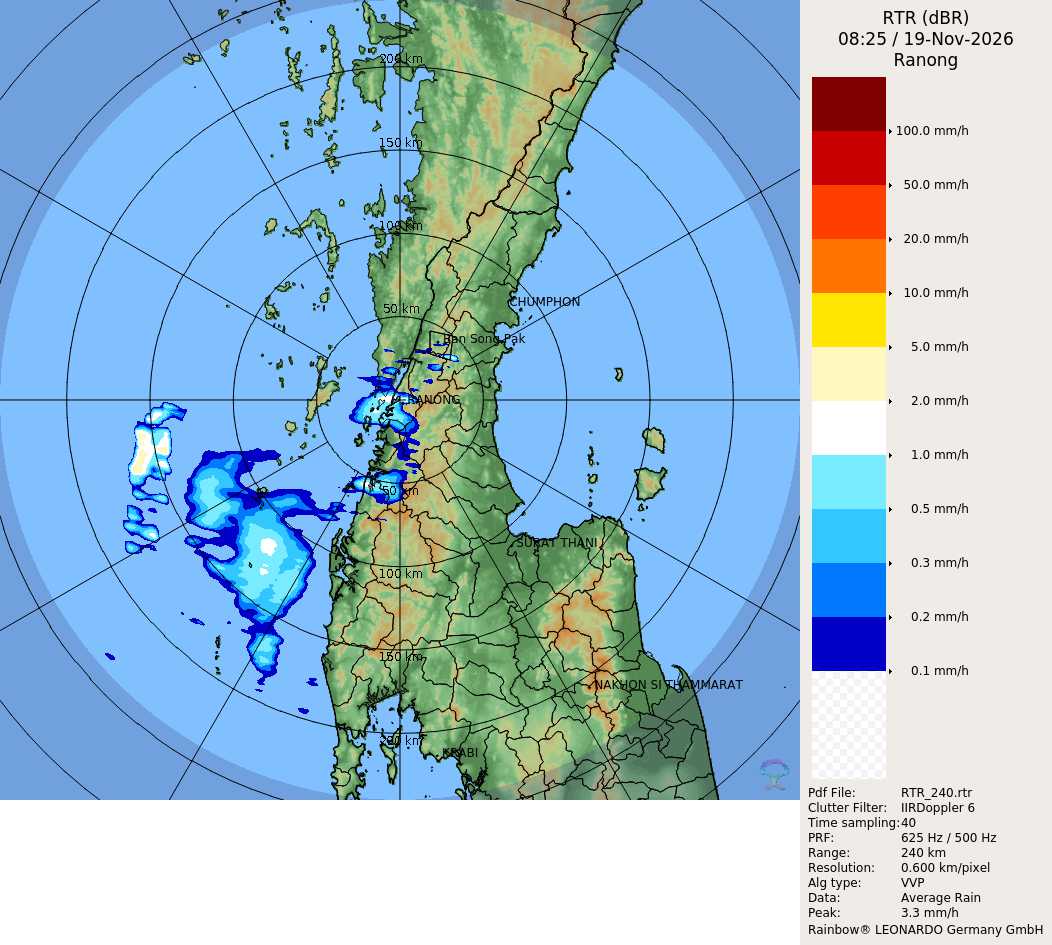 RTR (dBR)
08:25 / 19-Nov-2026
Ranong
100.0 mm/h
50.0 mm/h
20.0 mm/h
10.0 mm/h
5.0 mm/h
2.0 mm/h
1.0 mm/h
0.5 mm/h
0.3 mm/h
0.2 mm/h
0.1 mm/h
200 km
150 km
100 km
50 km
CHUMPHON
Ban Song Pak
RANONG
50 km
SURAT THANI
100 km
150 km
NAKHON SI THAMMARAT
200 km
KRABI
Pdf File: RTR_240.rtr
Clutter Filter: IIRDoppler 6
Time sampling:40
PRF: 625 Hz / 500 Hz
Range: 240 km
Resolution: 0.600 km/pixel
Alg type: VVP
Data: Average Rain
Peak: 3.3 mm/h
Rainbow® LEONARDO Germany GmbH